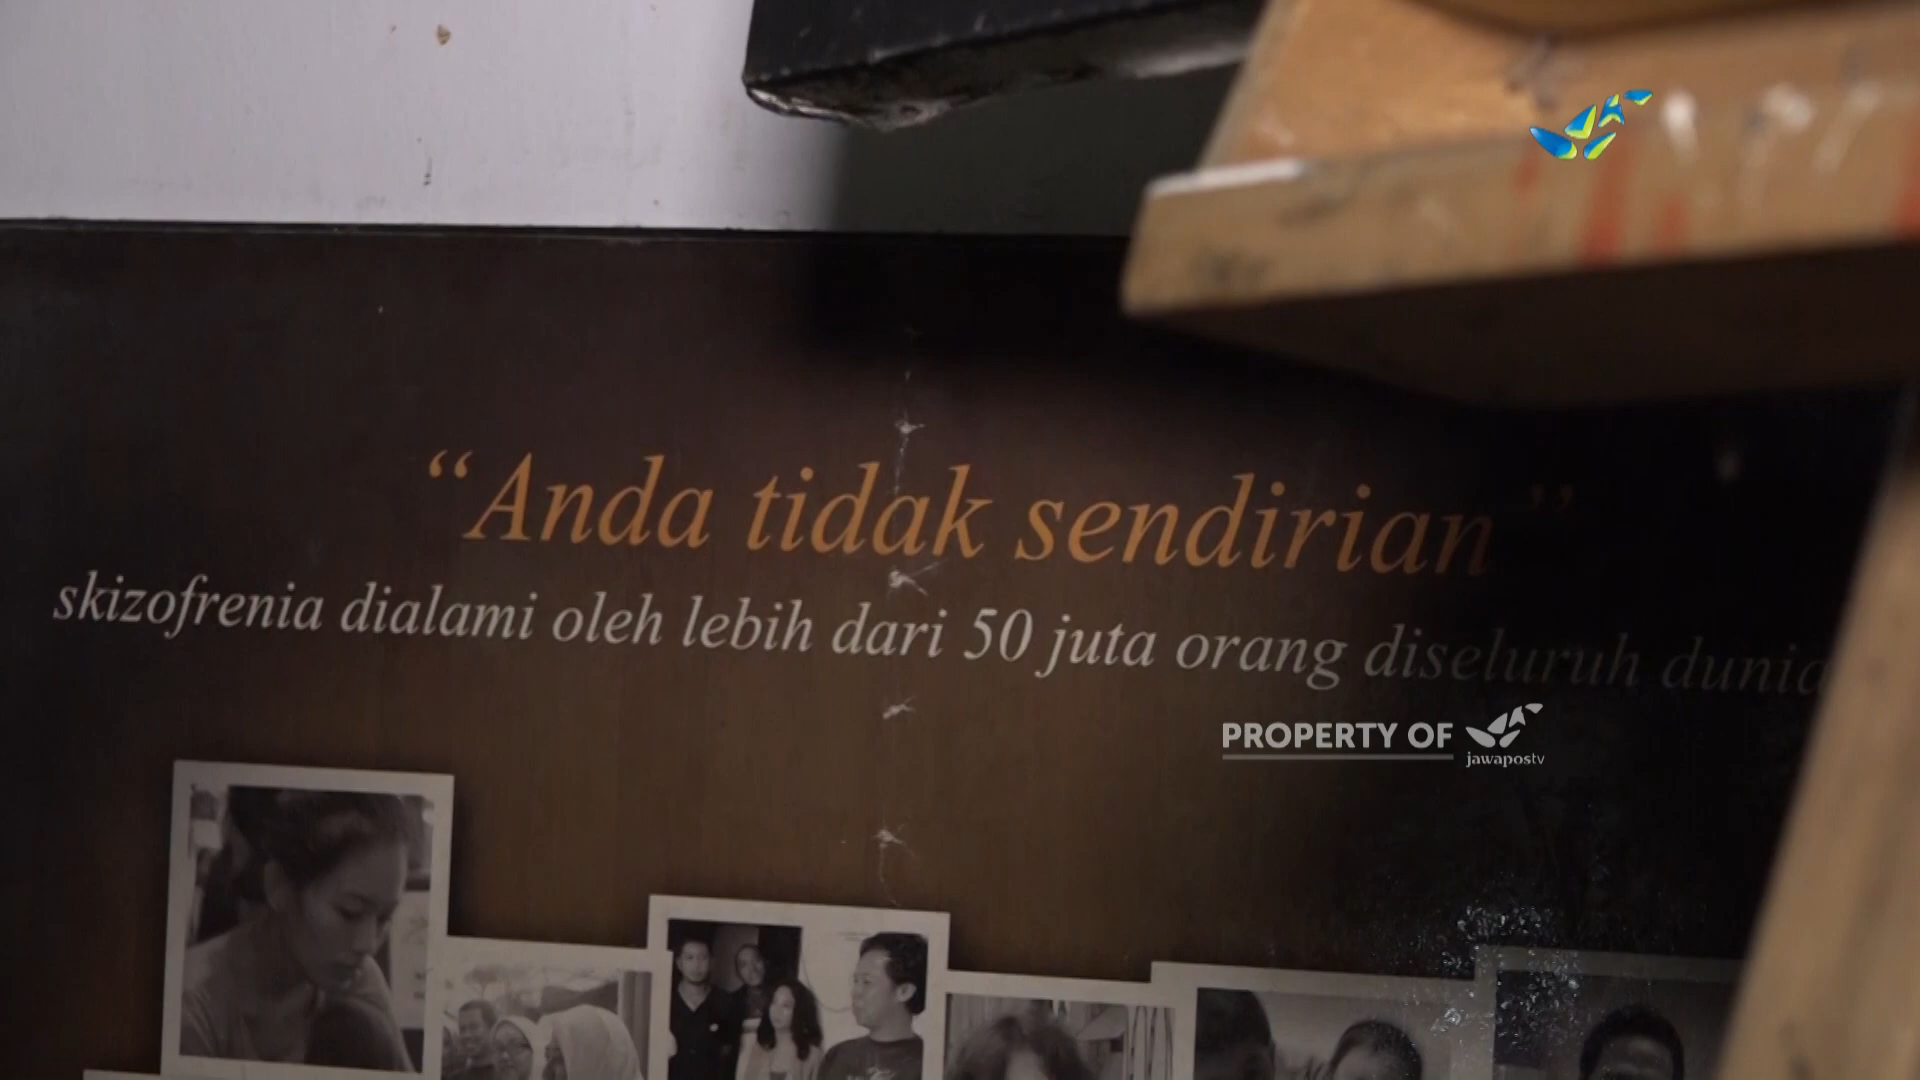 “Anda tidak sendirian”
skizofrenia dialami oleh lebih dari 50 juta orang diseluruh dunia
PROPERTY OF
jawapostv